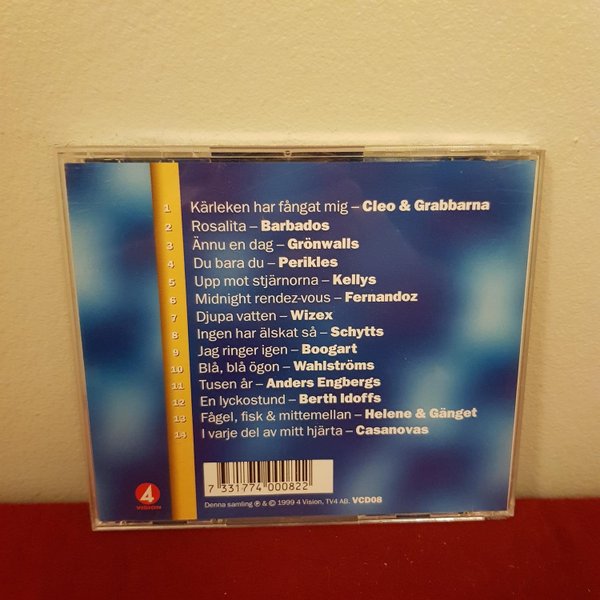 1 Kärleken har fångat mig – Cleo & Grabbarna
2 Rosalita – Barbados
3 Ännu en dag – Grönwalls
4 Du bara du – Perikles
5 Upp mot stjärnorna – Kellys
6 Midnight rendez-vous – Fernandoz
7 Djupa vatten – Wizex
8 Ingen har älskat så – Schytts
9 Jag ringer igen – Boogart
10 Blå, blå ögon – Wahlströms
11 Tusen år – Anders Engbergs
12 En lyckostund – Berth Idoffs
13 Fågel, fisk & mittemellan – Helene & Gänget
14 I varje del av mitt hjärta – Casanovas
4
VISION
7 331774 000822
Denna samling ℗ & © 1999 4 Vision, TV4 AB. VCD08